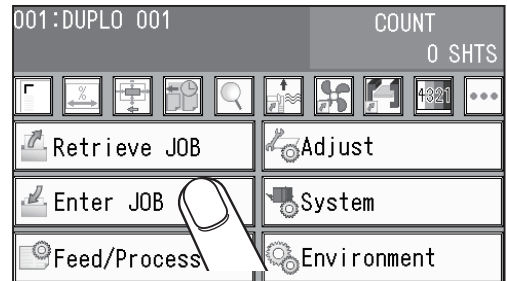 001:DUPLO 001
COUNT
0 SHTS
%
4321
Retrieve JOB
Adjust
Enter JOB
System
Feed/Process
Environment